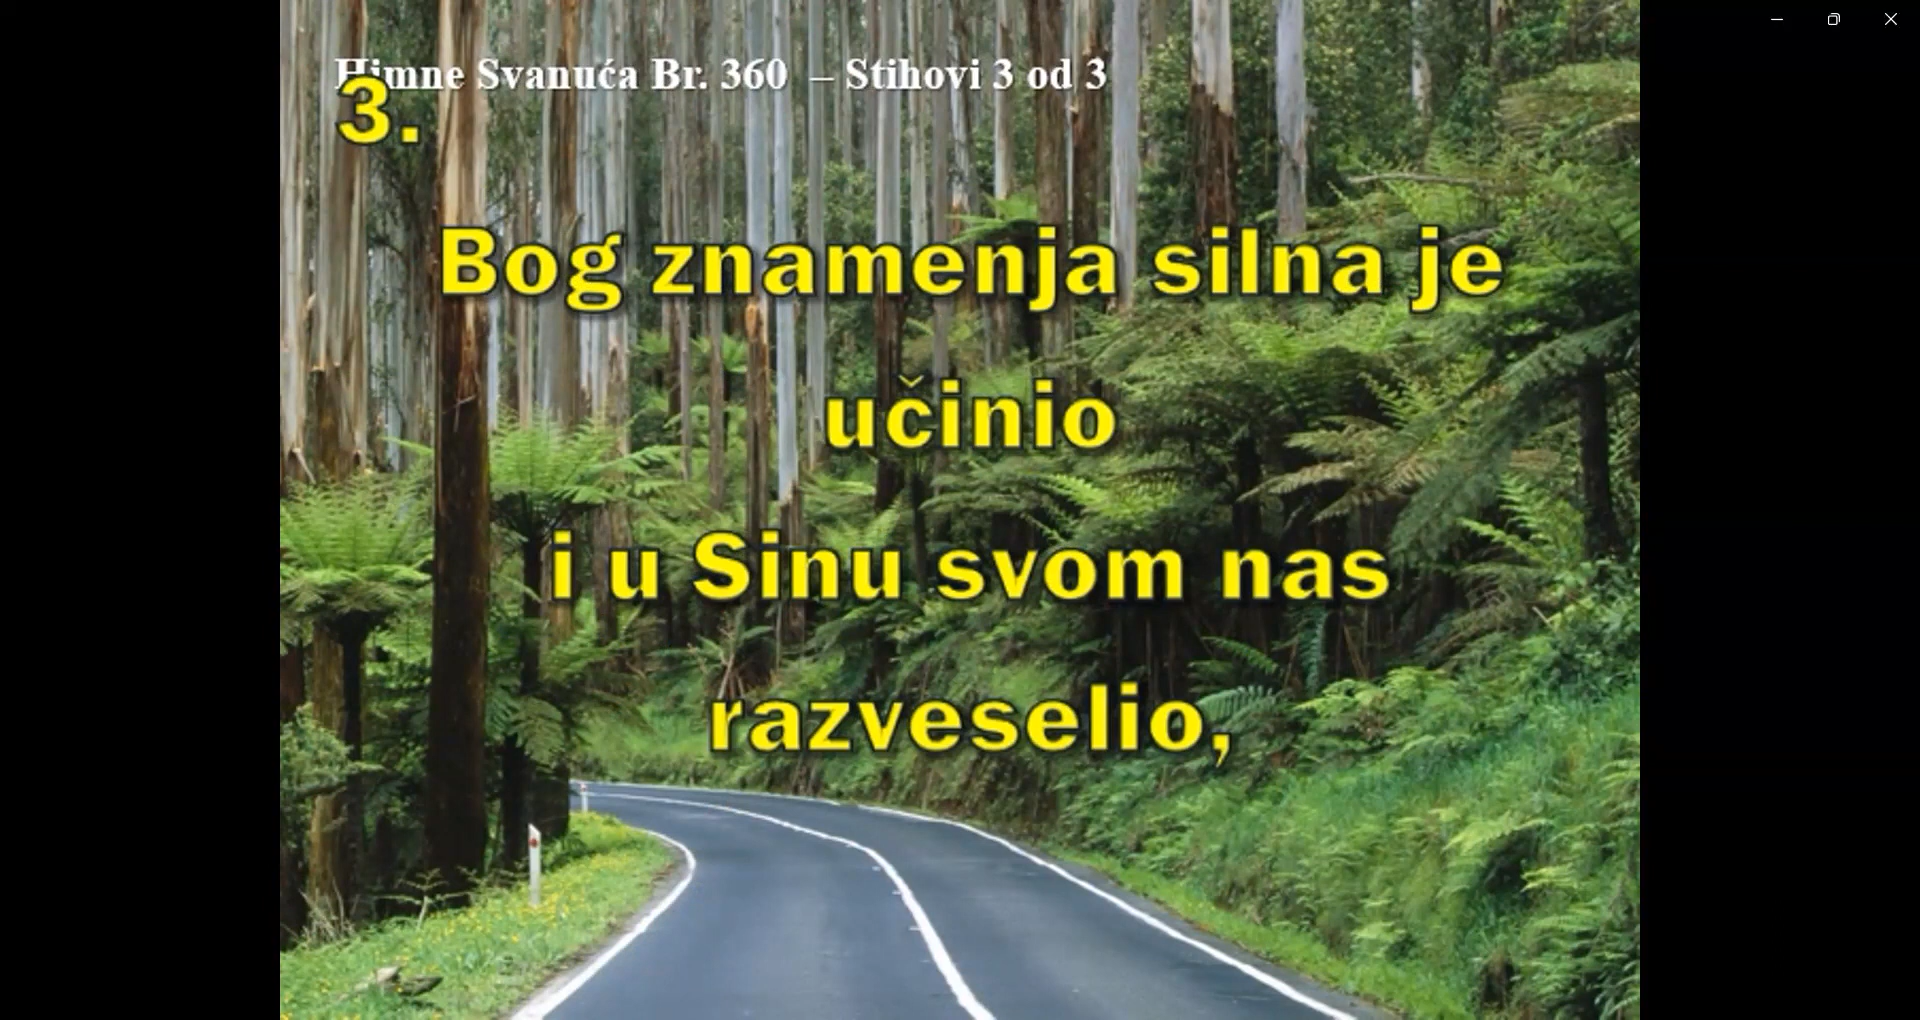 Himne Svanuća Br. 360 – Stihovi 3 od 3
3.
Bog znamenja silna je
učinio
i u Sinu svom nas
razveselio,